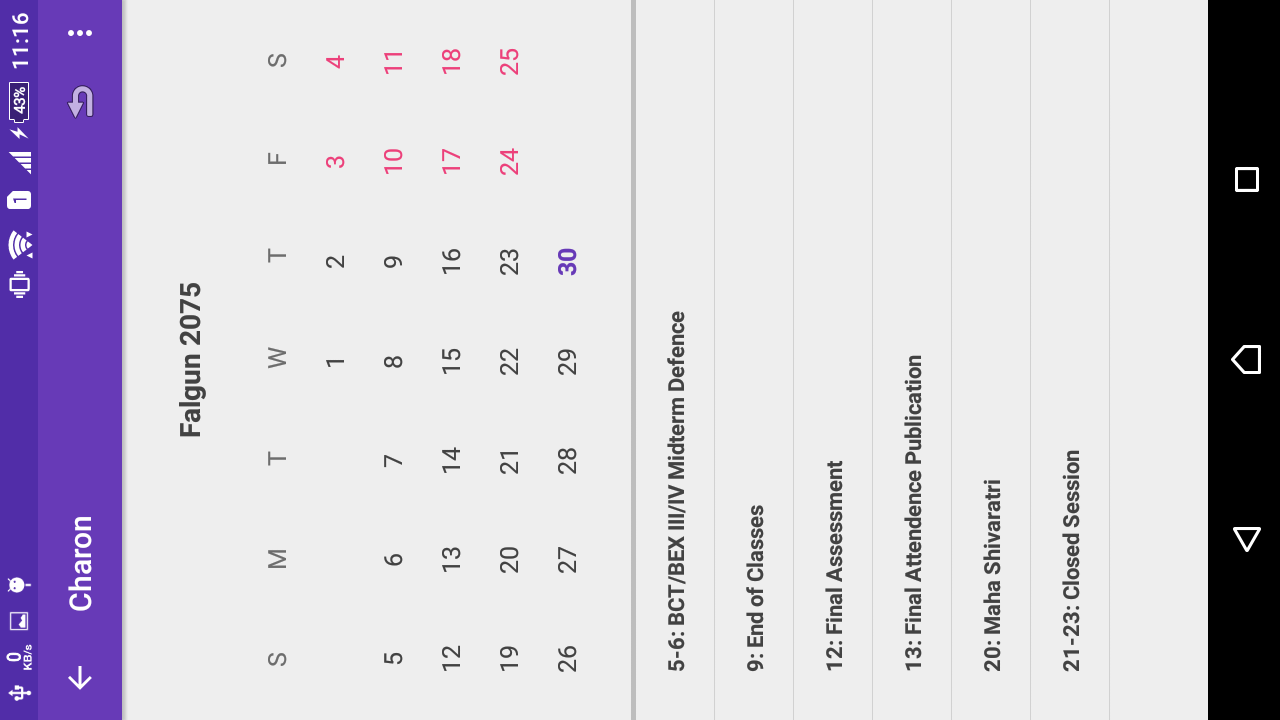 0 KB/s 1 43% 11:16
Charon
Falgun 2075
S M T W T F S
1 2 3 4
5 6 7 8 9 10 11
12 13 14 15 16 17 18
19 20 21 22 23 24 25
26 27 28 29 30
5-6: BCT/BEX III/IV Midterm Defence
9: End of Classes
12: Final Assessment
13: Final Attendence Publication
20: Maha Shivaratri
21-23: Closed Session